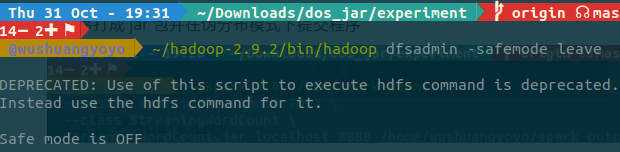 Thu 31 Oct - 19:31 ~/Downloads/dos_jar/experiment origin ☊ mas
14— 2✚ ⚑
@wushuangyoyo ~/hadoop-2.9.2/bin/hadoop dfsadmin -safemode leave
DEPRECATED: Use of this script to execute hdfs command is deprecated.
Instead use the hdfs command for it.
--class StreamingWordCount \
Safe mode is OFF